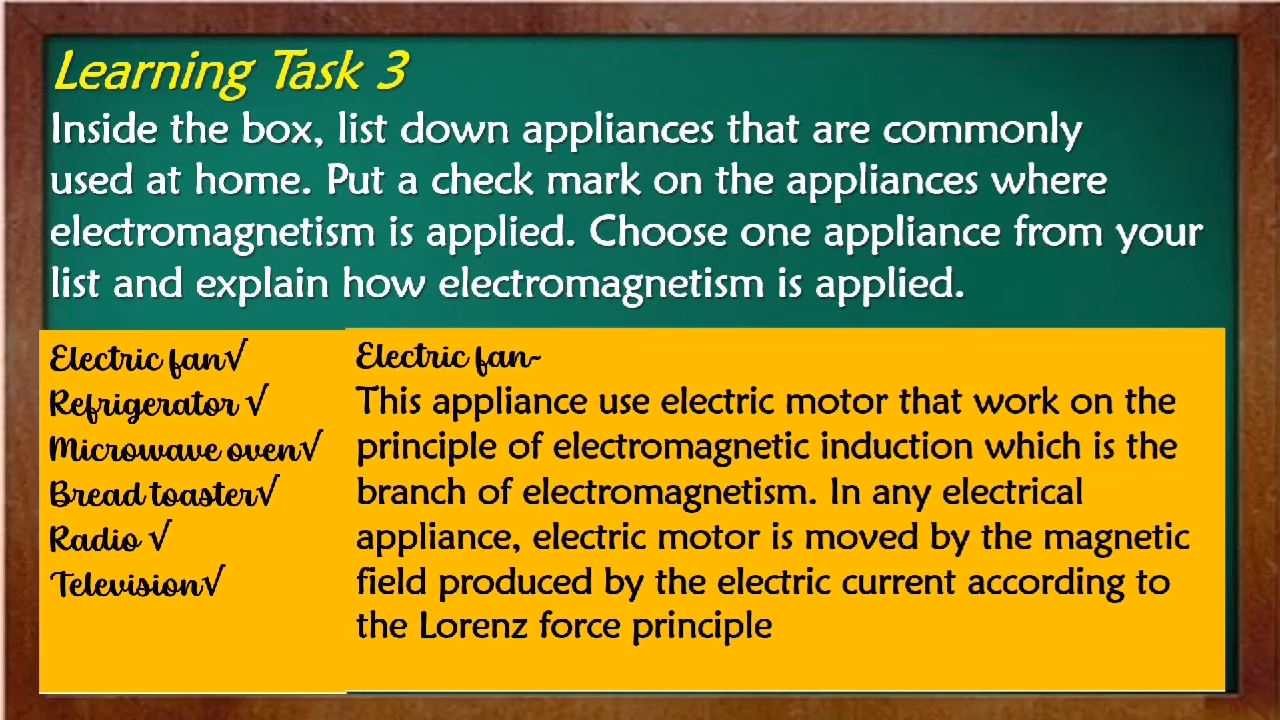 Learning Task 3
Inside the box, list down appliances that are commonly
used at home. Put a check mark on the appliances where
electromagnetism is applied. Choose one appliance from your
list and explain how electromagnetism is applied.
Electric fan√
Refrigerator √
Microwave oven√
Bread toaster√
Radio √
Television√
Electric fan-
This appliance use electric motor that work on the
principle of electromagnetic induction which is the
branch of electromagnetism. In any electrical
appliance, electric motor is moved by the magnetic
field produced by the electric current according to
the Lorenz force principle